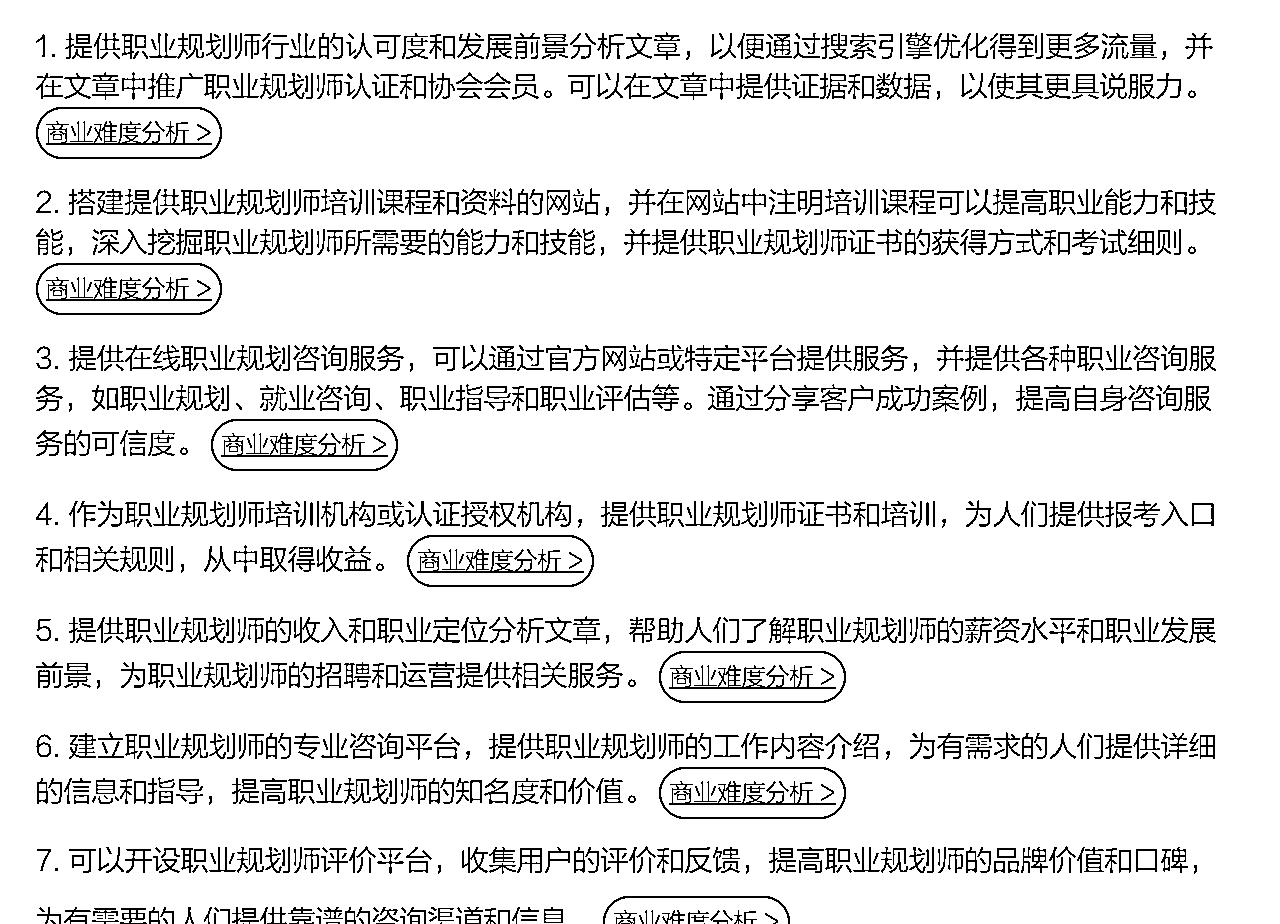 1. 提供职业规划师行业的认可度和发展前景分析文章，以便通过搜索引擎优化得到更多流量，并
在文章中推广职业规划师认证和协会会员。可以在文章中提供证据和数据，以使其更具说服力。
商业难度分析 >
2. 搭建提供职业规划师培训课程和资料的网站，并在网站中注明培训课程可以提高职业能力和技
能，深入挖掘职业规划师所需要的能力和技能，并提供职业规划师证书的获得方式和考试细则。
商业难度分析 >
3. 提供在线职业规划咨询服务，可以通过官方网站或特定平台提供服务，并提供各种职业咨询服
务，如职业规划、就业咨询、职业指导和职业评估等。通过分享客户成功案例，提高自身咨询服
务的可信度。 商业难度分析 >
4. 作为职业规划师培训机构或认证授权机构，提供职业规划师证书和培训，为人们提供报考入口
和相关规则，从中取得收益。 商业难度分析 >
5. 提供职业规划师的收入和职业定位分析文章，帮助人们了解职业规划师的薪资水平和职业发展
前景，为职业规划师的招聘和运营提供相关服务。 商业难度分析 >
6. 建立职业规划师的专业咨询平台，提供职业规划师的工作内容介绍，为有需求的人们提供详细
的信息和指导，提高职业规划师的知名度和价值。 商业难度分析 >
7. 可以开设职业规划师评价平台，收集用户的评价和反馈，提高职业规划师的品牌价值和口碑，
为有需要的人们提供靠谱的咨询渠道和信息。 商业难度分析 >